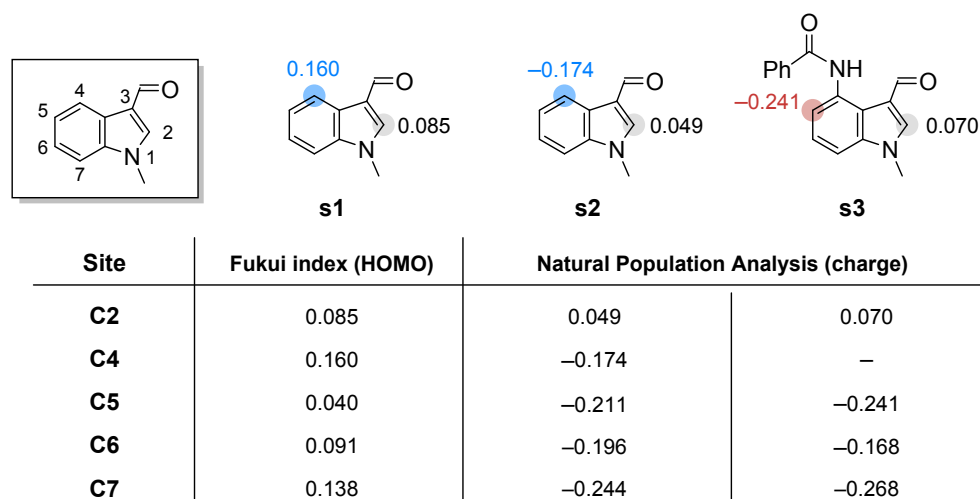 O
0.160
–0.174
Ph
NH
O
O
O
O
4
3
–0.241
5
2
0.085
0.049
0.070
6
1
N
N
N
N
7
s1
s2
s3
Site
Fukui index (HOMO)
Natural Population Analysis (charge)
C2
0.085
0.049
0.070
C4
0.160
–0.174
–
C5
0.040
–0.211
–0.241
C6
0.091
–0.196
–0.168
C7
0.138
–0.244
–0.268